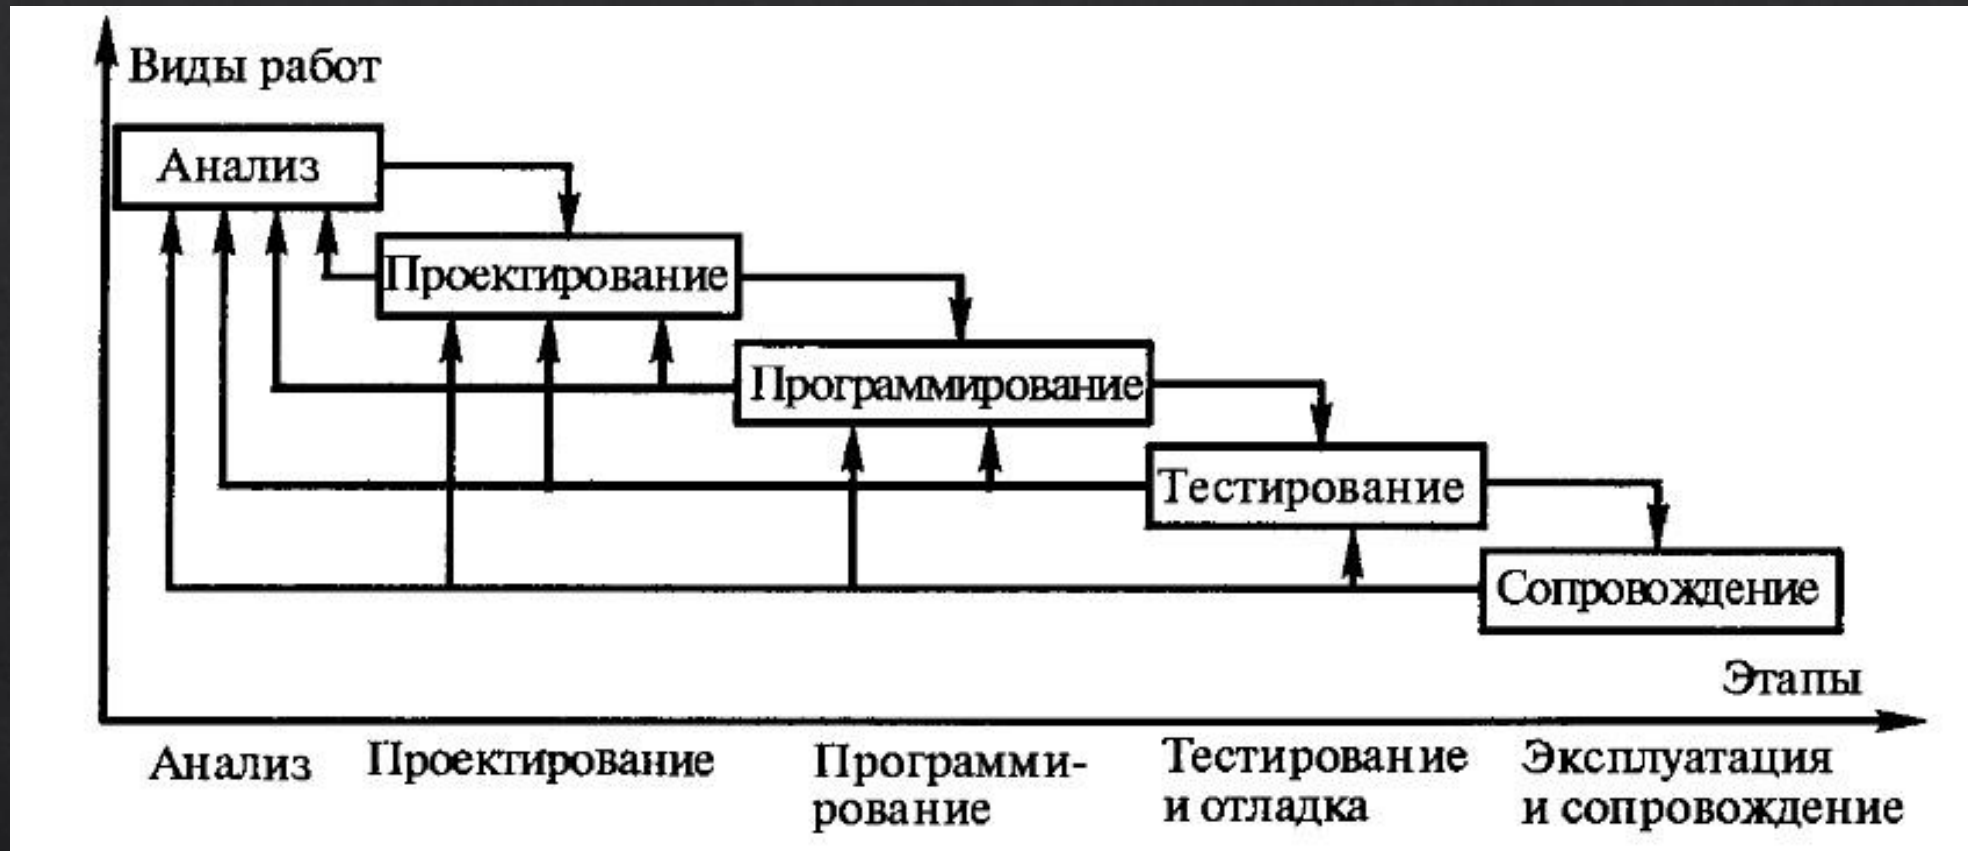 Виды работ
Анализ
Проектирование
Программирование
Тестирование
Сопровождение
Этапы
Анализ
Проектирование
Программи-
рование
Тестирование
и отладка
Эксплуатация
и сопровождение